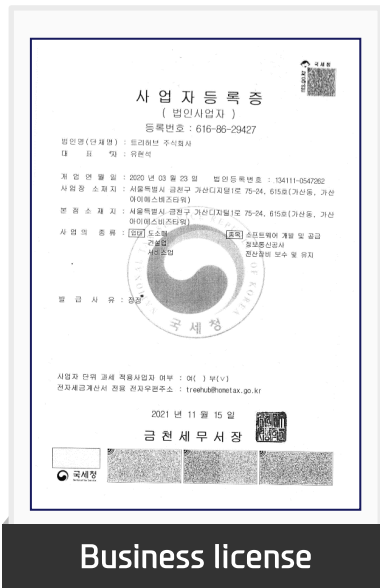 국세청
사업자등록증
( 법인사업자 )
등록번호 : 616-86-29427
법인명(단체명) : 트리허브 주식회사
대 표 자 : 유현석
개 업 연 월 일 : 2020 년 03 월 23 일 법인등록번호 : 134111-0547262
사업장 소재지 : 서울특별시 금천구 가산디지털1로 75-24, 615호(가산동, 가산
아이에스비즈타워)
본 점 소 재 지 : 서울특별시 금천구 가산디지털1로 75-24, 615호(가산동, 가산
아이에스비즈타워)
사 업 의 종 류 : 업태 도소매 종목 소프트웨어 개발 및 공급
건설업 정보통신공사
서비스업 전산장비 보수 및 유지
NATIONAL OF KOREA
국세청
발 급 사 유 : 정정
사업자 단위 과세 적용사업자 여부 : 여( ) 부(v)
전자세금계산서 전용 전자우편주소 : treehub@hometax.go.kr
2021 년 11 월 15 일
금천세무서장
국세청
Business license